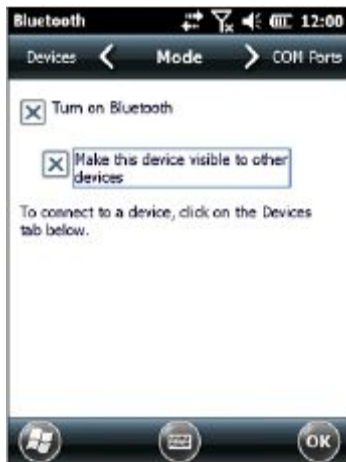 Bluetooth 12:00
Devices Mode COM Ports
Turn on Bluetooth
Make this device visible to other
devices
To connect to a device, click on the Devices
tab below.
OK